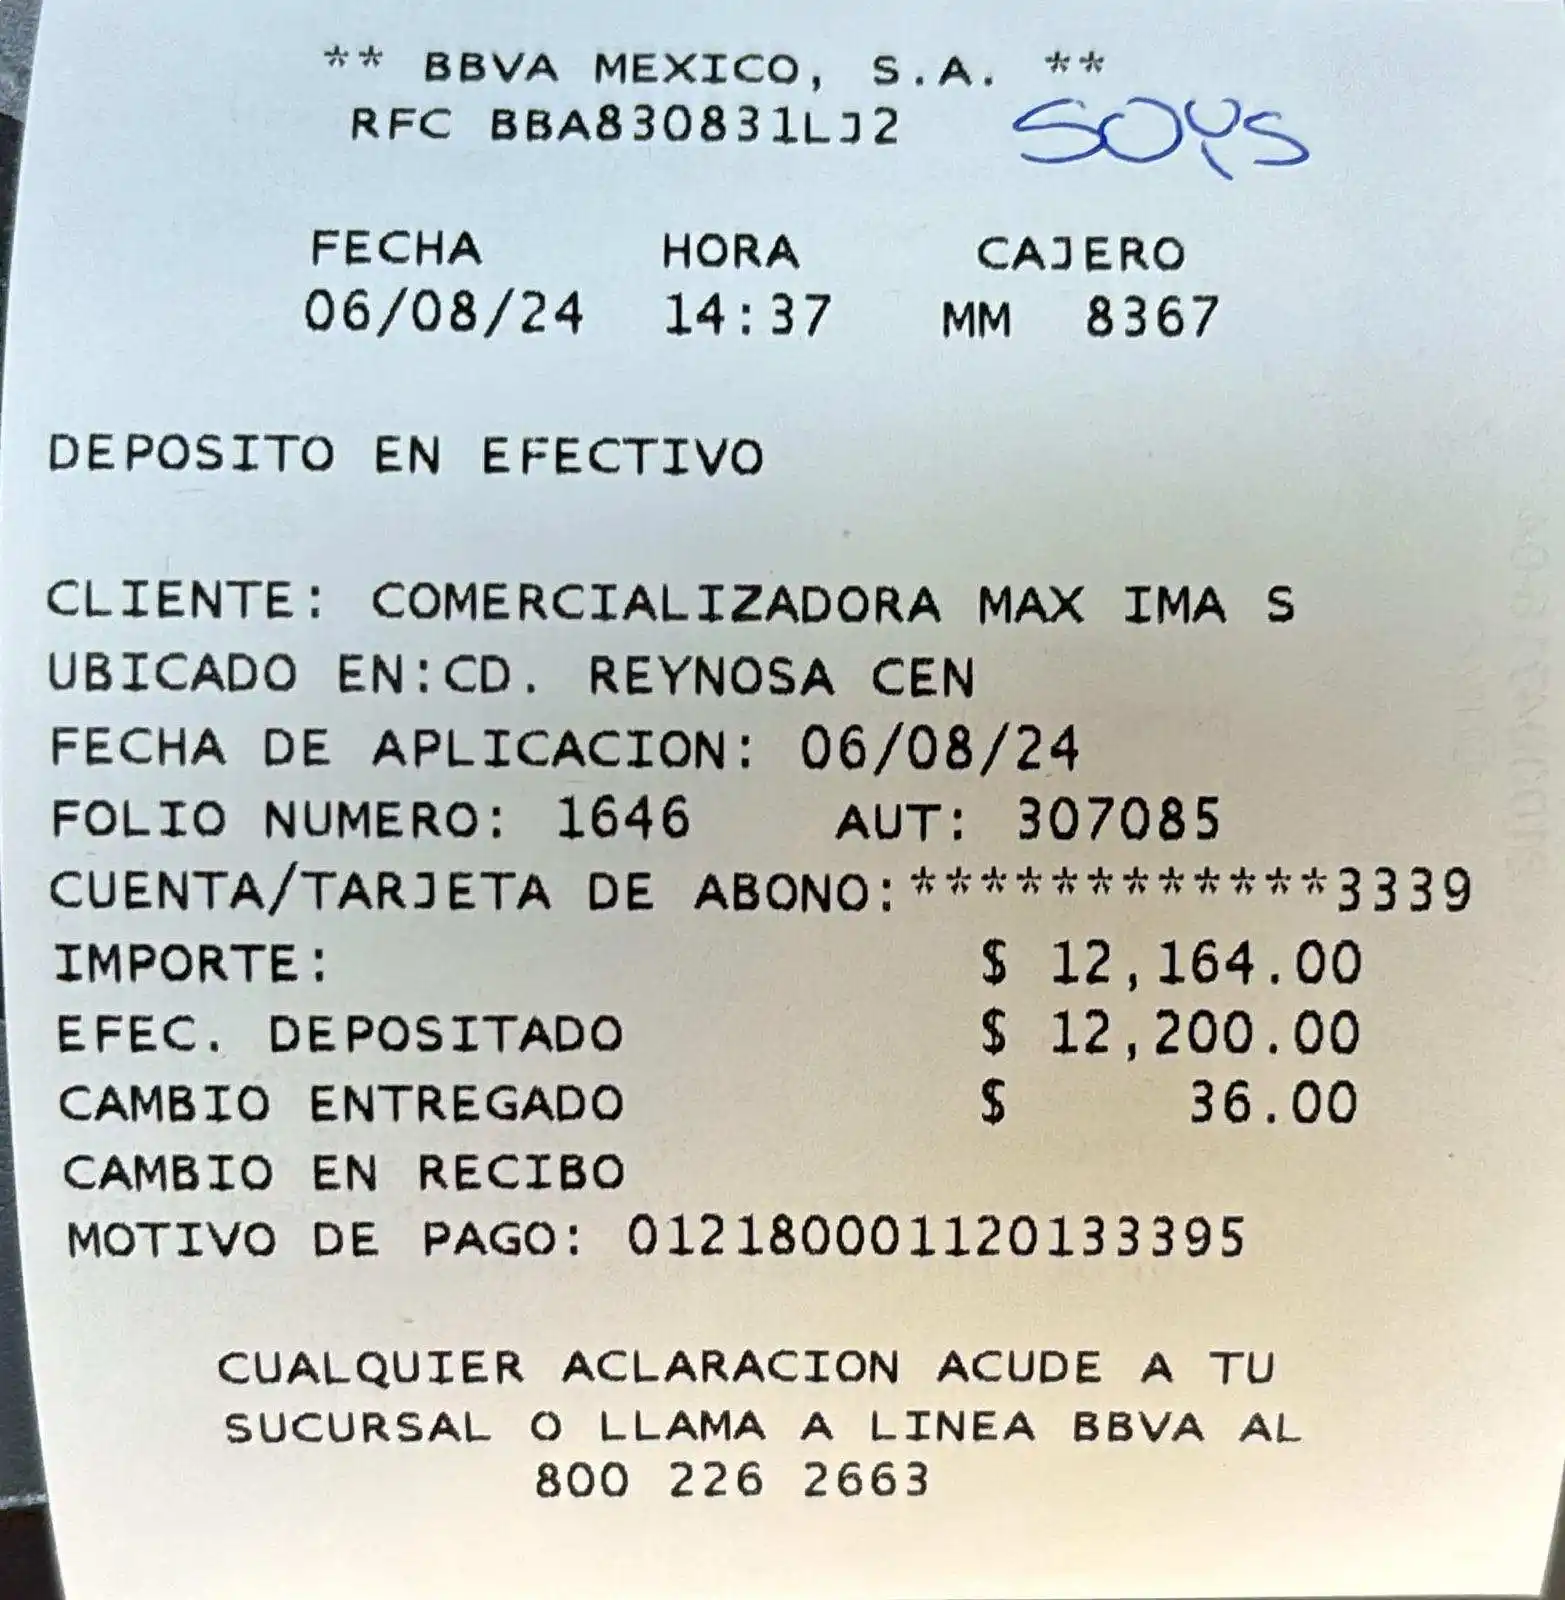 ** BBVA MEXICO, S.A. **
RFC BBA830831LJ2 SOYS
FECHA HORA CAJERO
06/08/24 14:37 MM 8367
DEPOSITO EN EFECTIVO
CLIENTE: COMERCIALIZADORA MAX IMA S
UBICADO EN:CD. REYNOSA CEN
FECHA DE APLICACION: 06/08/24
FOLIO NUMERO: 1646 AUT: 307085
CUENTA/TARJETA DE ABONO:************3339
IMPORTE: $ 12,164.00
EFEC. DEPOSITADO $ 12,200.00
CAMBIO ENTREGADO $ 36.00
CAMBIO EN RECIBO
MOTIVO DE PAGO: 012180001120133395
CUALQUIER ACLARACION ACUDE A TU
SUCURSAL O LLAMA A LINEA BBVA AL
800 226 2663